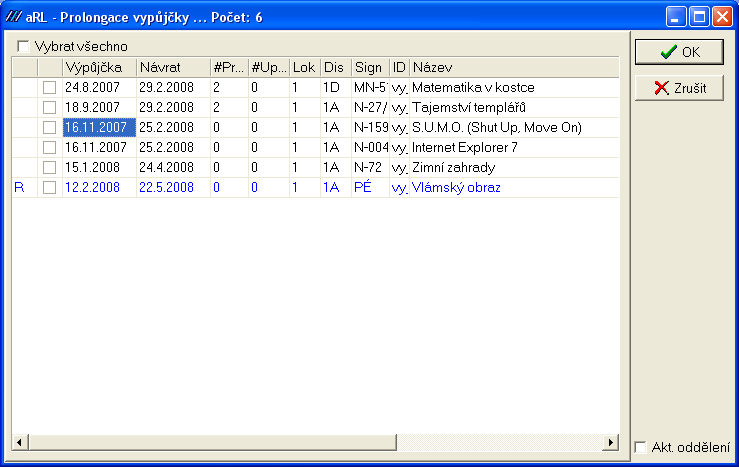 aRL - Prolongace vypůjčky ... Počet: 6
Vybrat všechno
Výpůjčka Návrat #Pr... #Up... Lok Dis Sign ID Název
24.8.2007 29.2.2008 2 0 1 1D MN-5 vy Matematika v kostce
18.9.2007 29.2.2008 2 0 1 1A N-27/ vy Tajemství templářů
16.11.2007 25.2.2008 0 0 1 1A N-159 vy S.U.M.O. (Shut Up, Move On)
16.11.2007 25.2.2008 0 0 1 1A N-004 vy Internet Explorer 7
15.1.2008 24.4.2008 0 0 1 1A N-72 vy Zimní zahrady
R 12.2.2008 22.5.2008 0 0 1 1A PÉ vy Vlámský obraz
OK
Zrušit
Akt. oddělení